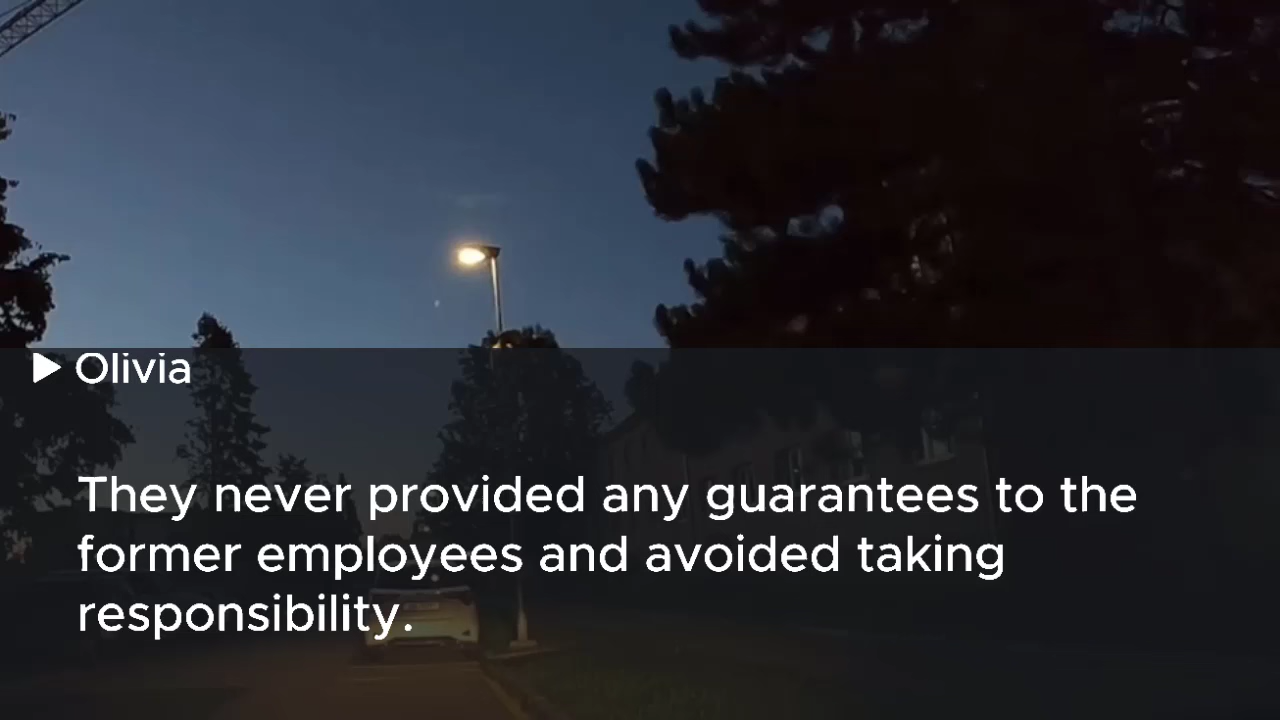 Olivia
They never provided any guarantees to the
former employees and avoided taking
responsibility.